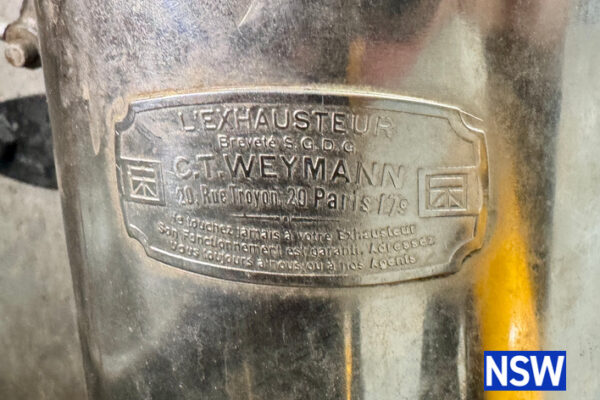 L'EXHAUSTEUR
Breveté S.G.D.G.
C.T. WEYMANN
20, Rue Troyon 20 Paris 17e
Ne touchez jamais à votre Exhausteur
Son fonctionnement est garanti. Adressez
Vous toujours à nous ou à nos Agents
NSW